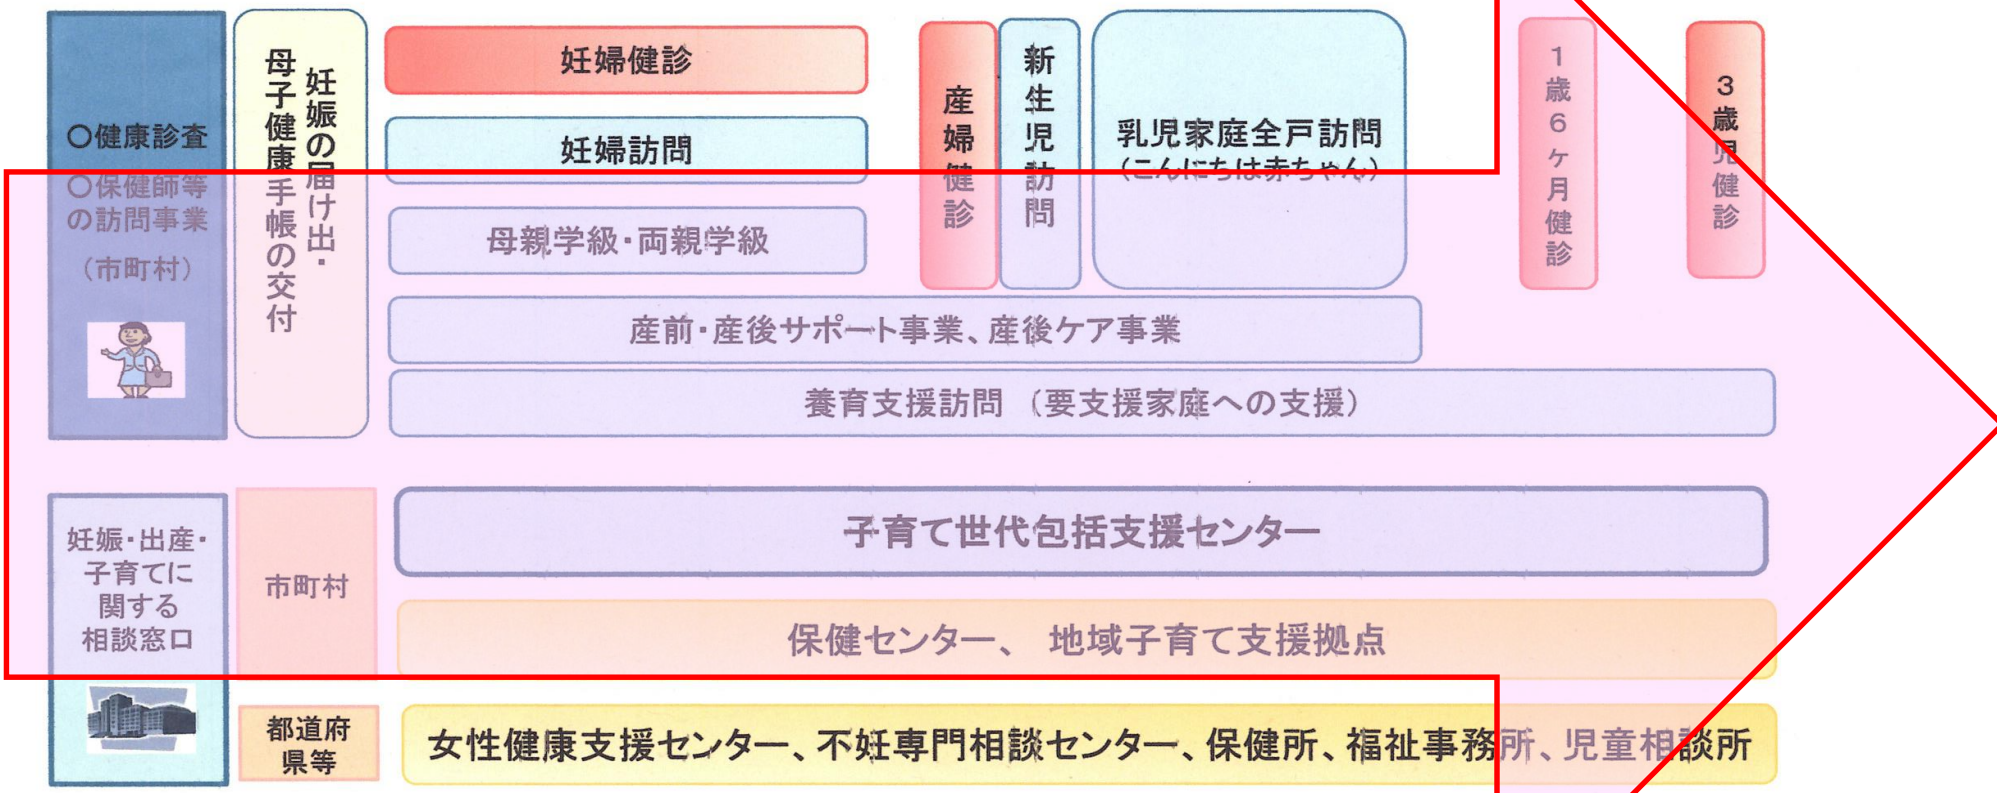 ○健康診査
○保健師等
の訪問事業
（市町村）
妊娠の届け出・
母子健康手帳の交付
妊婦健診
妊婦訪問
母親学級・両親学級
産婦健診
新生児訪問
乳児家庭全戸訪問
（こんにちは赤ちゃん）
1歳6ヶ月健診
3歳児健診
産前・産後サポート事業、産後ケア事業
養育支援訪問 （要支援家庭への支援）
妊娠・出産・
子育てに
関する
相談窓口
市町村
子育て世代包括支援センター
保健センター、 地域子育て支援拠点
都道府
県等
女性健康支援センター、不妊専門相談センター、保健所、福祉事務所、児童相談所